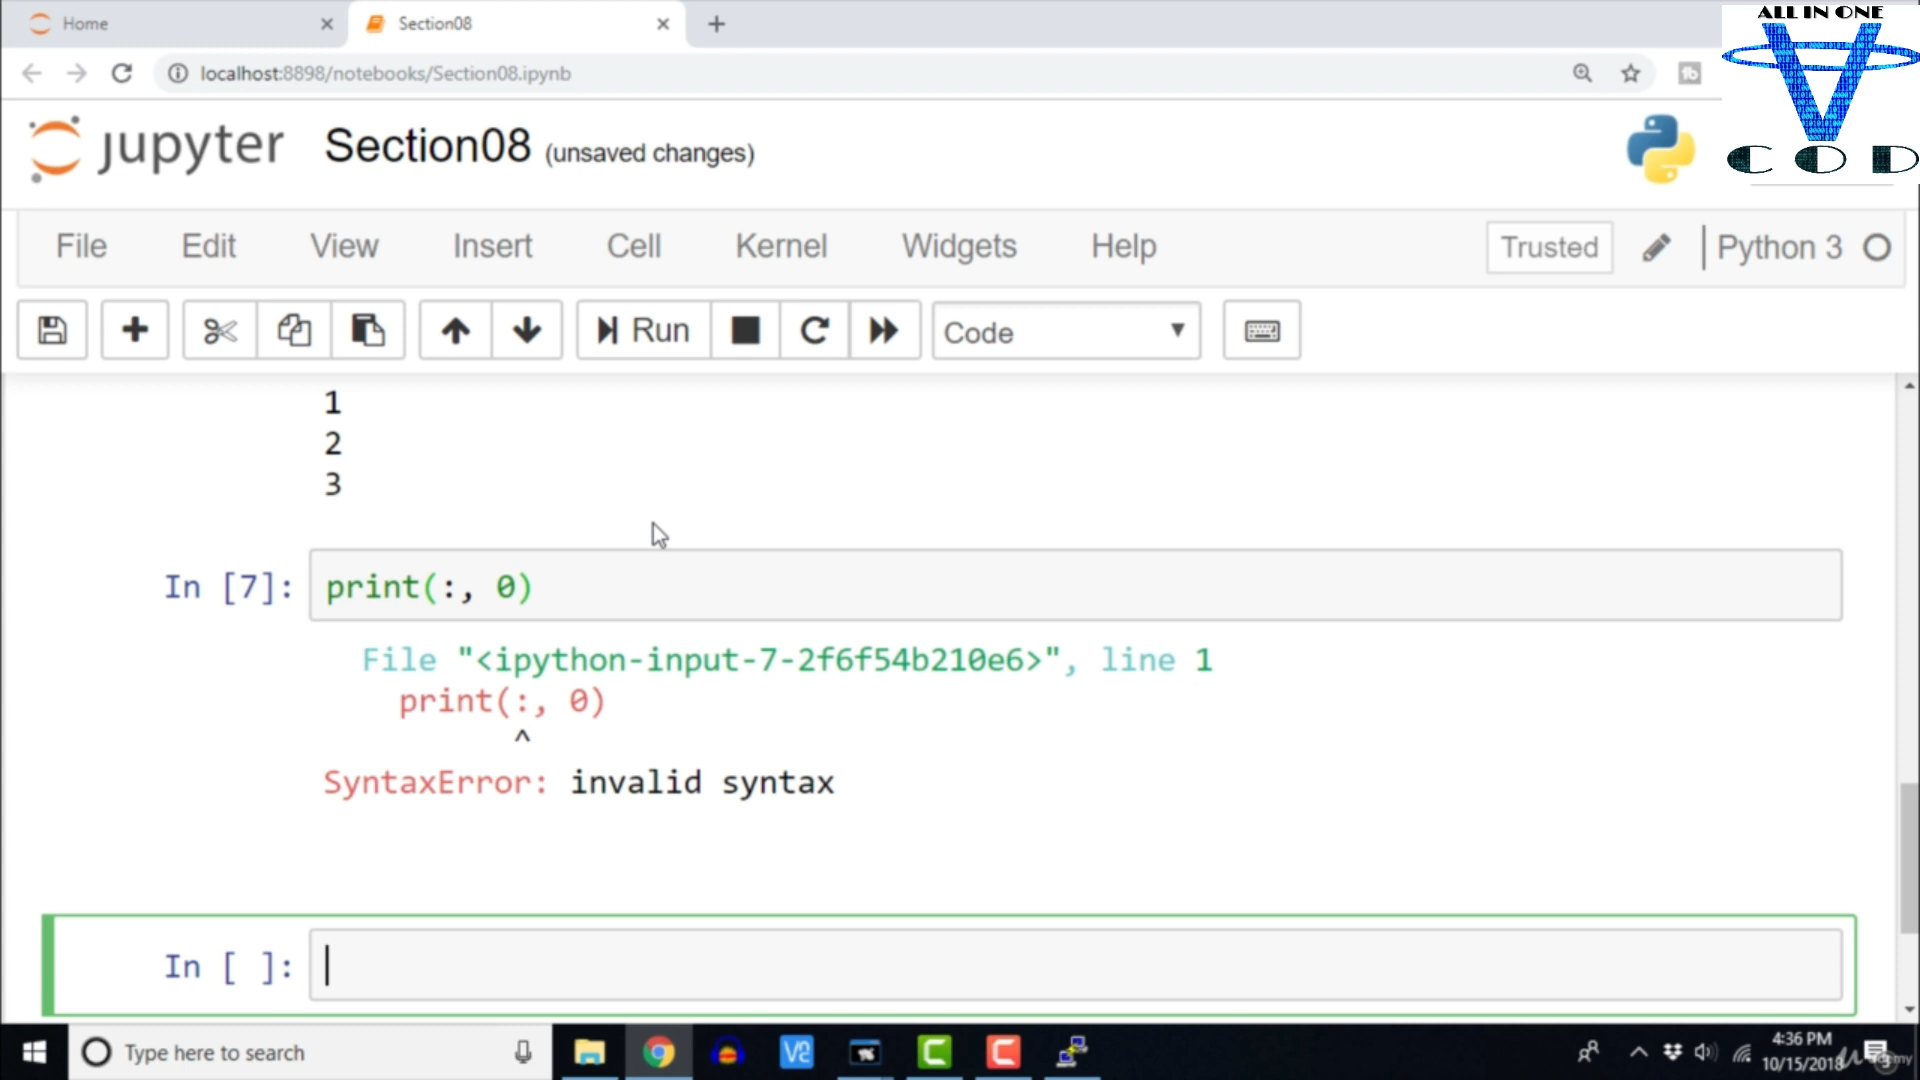 Home
Section08
ALL IN ONE
localhost:8898/notebooks/Section08.ipynb
C O D
jupyter Section08 (unsaved changes)
File Edit View Insert Cell Kernel Widgets Help Trusted Python 3
Run Code
1
2
3
In [7]: print(:, 0)
File "<ipython-input-7-2f6f54b210e6>", line 1
print(:, 0)
^
SyntaxError: invalid syntax
In [ ]:
Type here to search
4:36 PM
10/15/2018